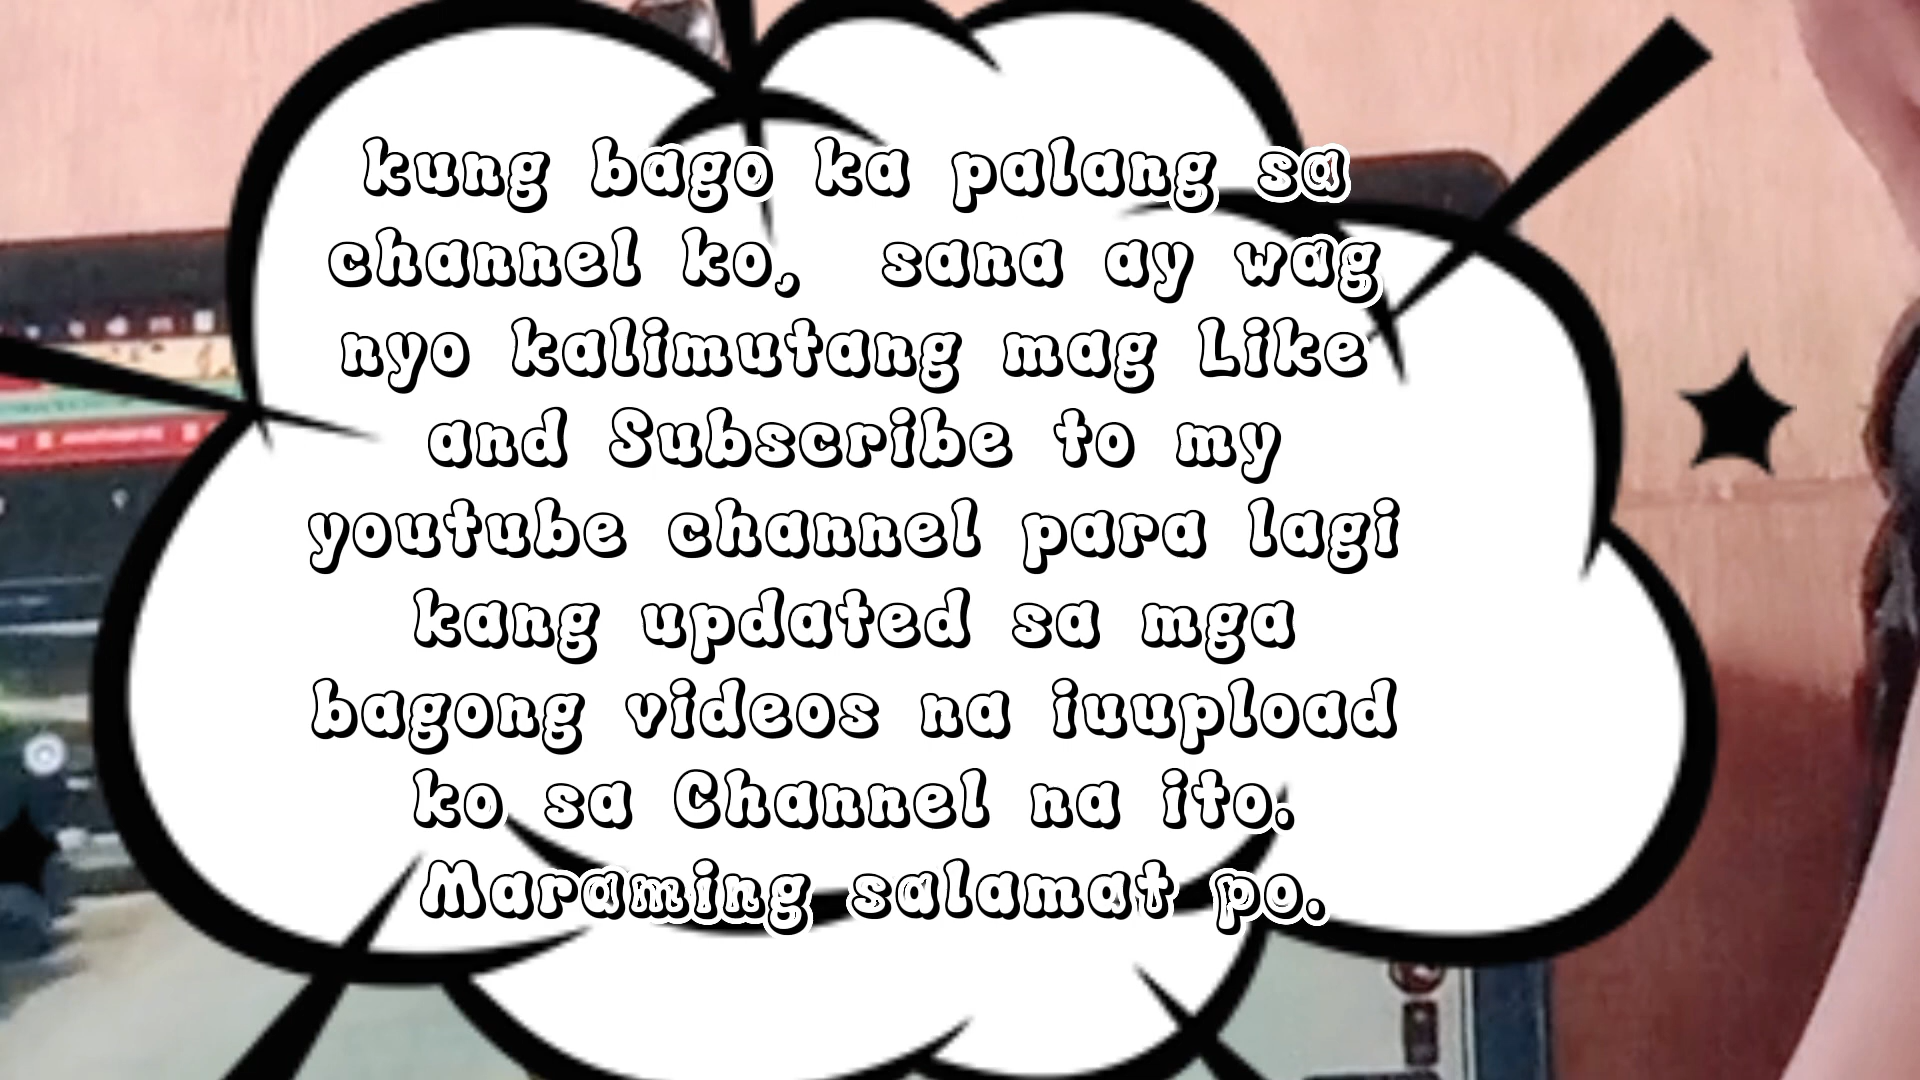 kung bago ka palang sa
channel ko, sana ay wag
nyo kalimutang mag Like
and Subscribe to my
youtube channel para lagi
kang updated sa mga
bagong videos na iuupload
ko sa Channel na ito.
Maraming salamat po.